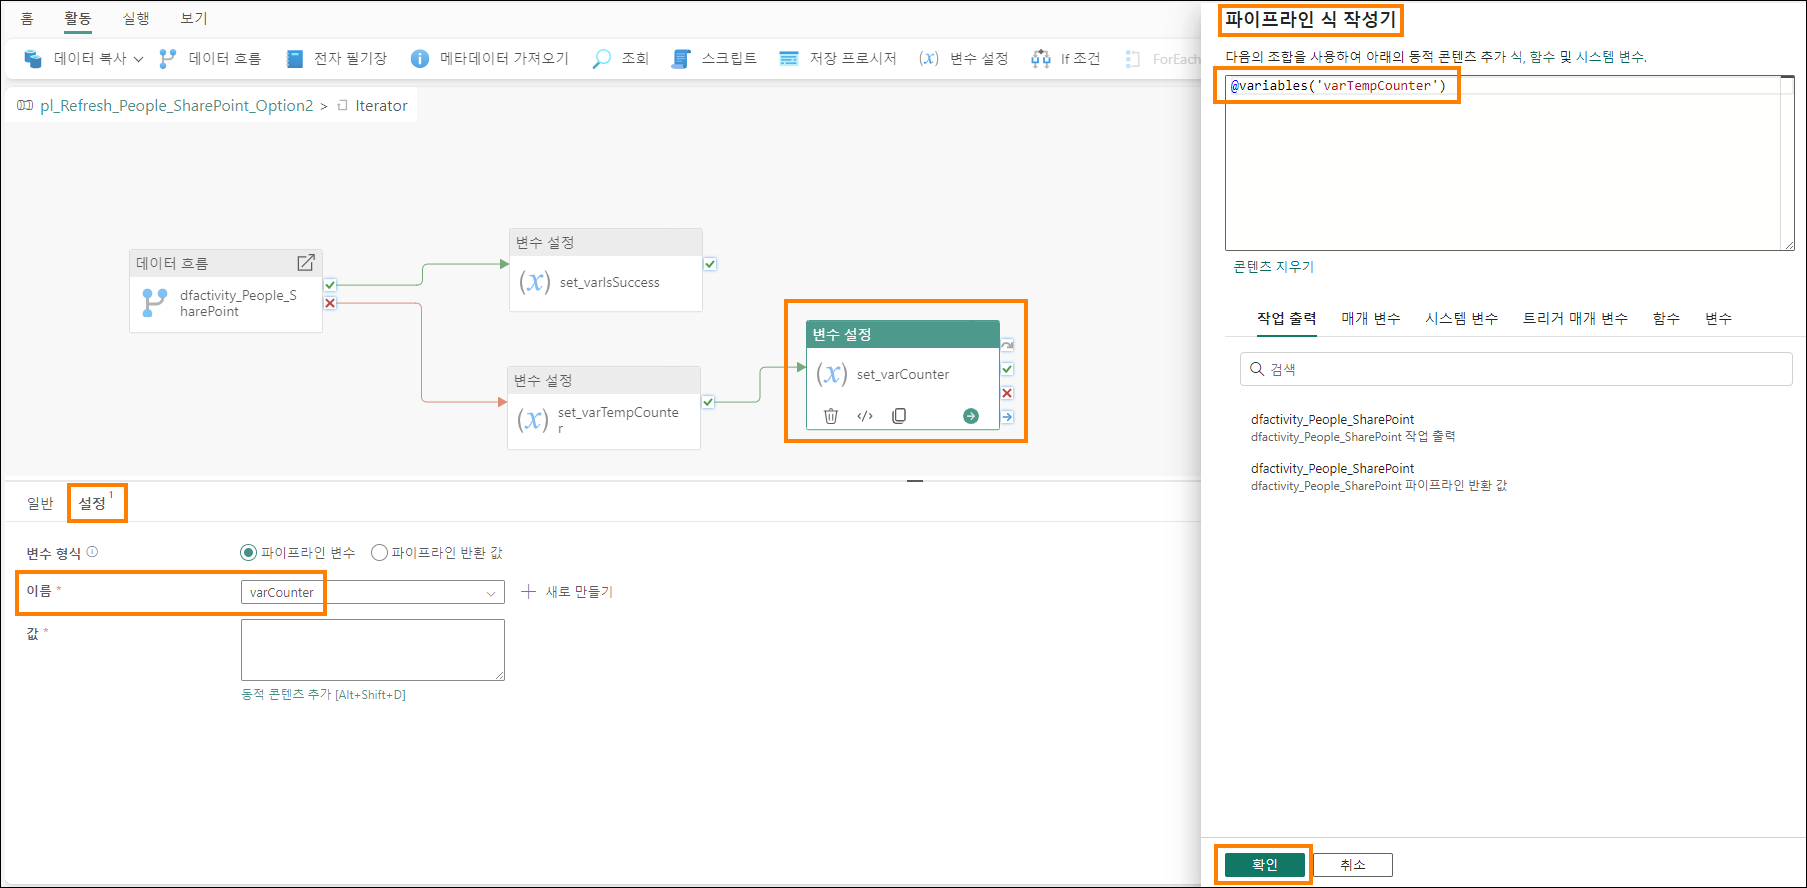 홈 활동 실행 보기
데이터 복사 데이터 흐름 전자 필기장 메타데이터 가져오기 조회 스크립트 저장 프로시저 (x) 변수 설정 If 조건 ForEach
pl_Refresh_People_SharePoint_Option2 > Iterator
데이터 흐름
dfactivity_People_S
harePoint
변수 설정
(x) set_varIsSuccess
변수 설정
(x) set_varTempCounte
r
변수 설정
(x) set_varCounter
일반 설정 1
변수 형식 파이프라인 변수 파이프라인 반환 값
이름 * varCounter 새로 만들기
값 *
동적 콘텐츠 추가 [Alt+Shift+D]
파이프라인 식 작성기
다음의 조합을 사용하여 아래의 동적 콘텐츠 추가 식, 함수 및 시스템 변수.
@variables('varTempCounter')
콘텐츠 지우기
작업 출력 매개 변수 시스템 변수 트리거 매개 변수 함수 변수
검색
dfactivity_People_SharePoint
dfactivity_People_SharePoint 작업 출력
dfactivity_People_SharePoint
dfactivity_People_SharePoint 파이프라인 반환 값
확인 취소